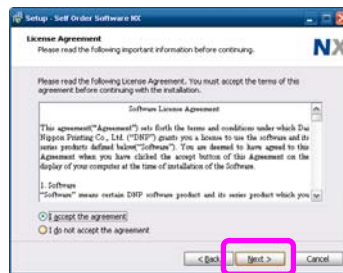 Setup - Self Order Software NX
License Agreement
Please read the following important information before continuing.
NX
Please read the following License Agreement. You must accept the terms of this
agreement before continuing with the installation.
Software License Agreement
This agreement("Agreement") sets forth the terms and conditions under which Dai
Nippon Printing Co., Ltd. ("DNP") grants you a license to use the software and its
series products defined below("Software"). You are deemed to have agreed to this
Agreement when you have clicked the accept button of this Agreement on the
display of your computer at the time of installation of the Software.
1. Software
"Software" means certain DNP software product and its series product which you
I accept the agreement
I do not accept the agreement
< Back
Next >
Cancel